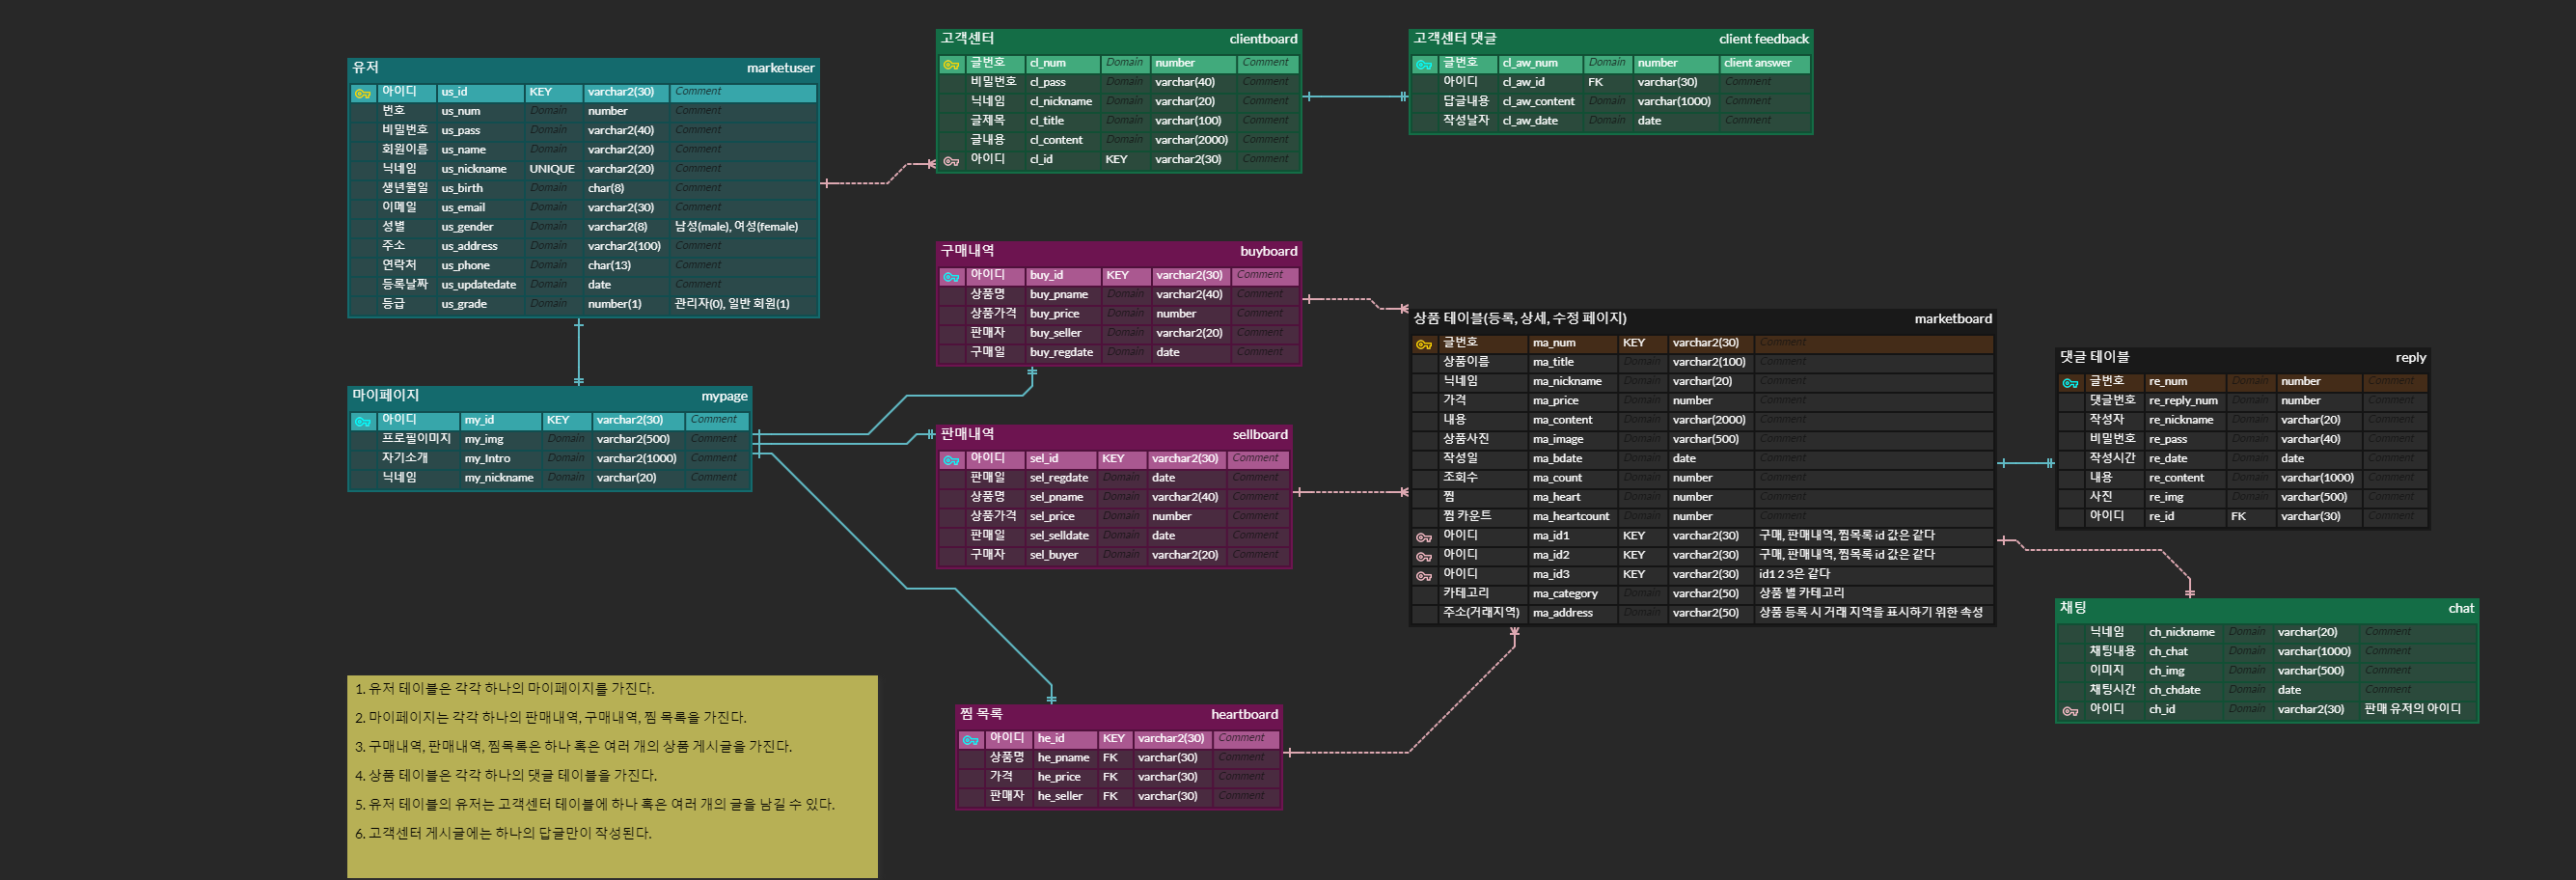 유저 marketuser
아이디 us_id KEY varchar2(30) Comment
번호 us_num Domain number Comment
비밀번호 us_pass Domain varchar2(40) Comment
회원이름 us_name Domain varchar2(20) Comment
닉네임 us_nickname UNIQUE varchar2(20) Comment
생년월일 us_birth Domain char(8) Comment
이메일 us_email Domain varchar2(30) Comment
성별 us_gender Domain varchar2(8) 남성(male), 여성(female)
주소 us_address Domain varchar2(100) Comment
연락처 us_phone Domain char(13) Comment
등록날짜 us_updatedate Domain date Comment
등급 us_grade Domain number(1) 관리자(0), 일반 회원(1)
마이페이지 mypage
아이디 my_id KEY varchar2(30) Comment
프로필이미지 my_img Domain varchar2(500) Comment
자기소개 my_Intro Domain varchar2(1000) Comment
닉네임 my_nickname Domain varchar(20) Comment
1. 유저 테이블은 각각 하나의 마이페이지를 가진다.
2. 마이페이지는 각각 하나의 판매내역, 구매내역, 찜 목록을 가진다.
3. 구매내역, 판매내역, 찜목록은 하나 혹은 여러 개의 상품 게시글을 가진다.
4. 상품 테이블은 각각 하나의 댓글 테이블을 가진다.
5. 유저 테이블의 유저는 고객센터 테이블에 하나 혹은 여러 개의 글을 남길 수 있다.
6. 고객센터 게시글에는 하나의 답글만이 작성된다.
고객센터 clientboard
글번호 cl_num Domain number Comment
비밀번호 cl_pass Domain varchar(40) Comment
닉네임 cl_nickname Domain varchar(20) Comment
글제목 cl_title Domain varchar(100) Comment
글내용 cl_content Domain varchar(2000) Comment
아이디 cl_id KEY varchar2(30) Comment
구매내역 buyboard
아이디 buy_id KEY varchar2(30) Comment
상품명 buy_pname Domain varchar2(40) Comment
상품가격 buy_price Domain number Comment
판매자 buy_seller Domain varchar2(20) Comment
구매일 buy_regdate Domain date Comment
판매내역 sellboard
아이디 sel_id KEY varchar2(30) Comment
판매일 sel_regdate Domain date Comment
상품명 sel_pname Domain varchar2(40) Comment
상품가격 sel_price Domain number Comment
판매일 sel_selldate Domain date Comment
구매자 sel_buyer Domain varchar2(20) Comment
찜 목록 heartboard
아이디 he_id KEY varchar2(30) Comment
상품명 he_pname FK varchar(30) Comment
가격 he_price FK varchar(30) Comment
판매자 he_seller FK varchar(30) Comment
고객센터 댓글 client feedback
글번호 cl_aw_num Domain number client answer
아이디 cl_aw_id FK varchar(30) Comment
답글내용 cl_aw_content Domain varchar(1000) Comment
작성날자 cl_aw_date Domain date Comment
상품 테이블(등록, 상세, 수정 페이지) marketboard
글번호 ma_num KEY varchar2(30) Comment
상품이름 ma_title Domain varchar2(100) Comment
닉네임 ma_nickname Domain varchar(20) Comment
가격 ma_price Domain number Comment
내용 ma_content Domain varchar(2000) Comment
상품사진 ma_image Domain varchar(500) Comment
작성일 ma_bdate Domain date Comment
조회수 ma_count Domain number Comment
찜 ma_heart Domain number Comment
찜 카운트 ma_heartcount Domain number Comment
아이디 ma_id1 KEY varchar2(30) 구매, 판매내역, 찜목록 id 값은 같다
아이디 ma_id2 KEY varchar2(30) 구매, 판매내역, 찜목록 id 값은 같다
아이디 ma_id3 KEY varchar2(30) id1 2 3은 같다
카테고리 ma_category Domain varchar2(50) 상품 별 카테고리
주소(거래지역) ma_address Domain varchar2(50) 상품 등록 시 거래 지역을 표시하기 위한 속성
댓글 테이블 reply
글번호 re_num Domain number Comment
댓글번호 re_reply_num Domain number Comment
작성자 re_nickname Domain varchar(20) Comment
비밀번호 re_pass Domain varchar(40) Comment
작성시간 re_date Domain date Comment
내용 re_content Domain varchar(1000) Comment
사진 re_img Domain varchar(500) Comment
아이디 re_id FK varchar(30) Comment
채팅 chat
닉네임 ch_nickname Domain varchar(20) Comment
채팅내용 ch_chat Domain varchar(1000) Comment
이미지 ch_img Domain varchar(500) Comment
채팅시간 ch_chdate Domain date Comment
아이디 ch_id Domain varchar2(30) 판매 유저의 아이디